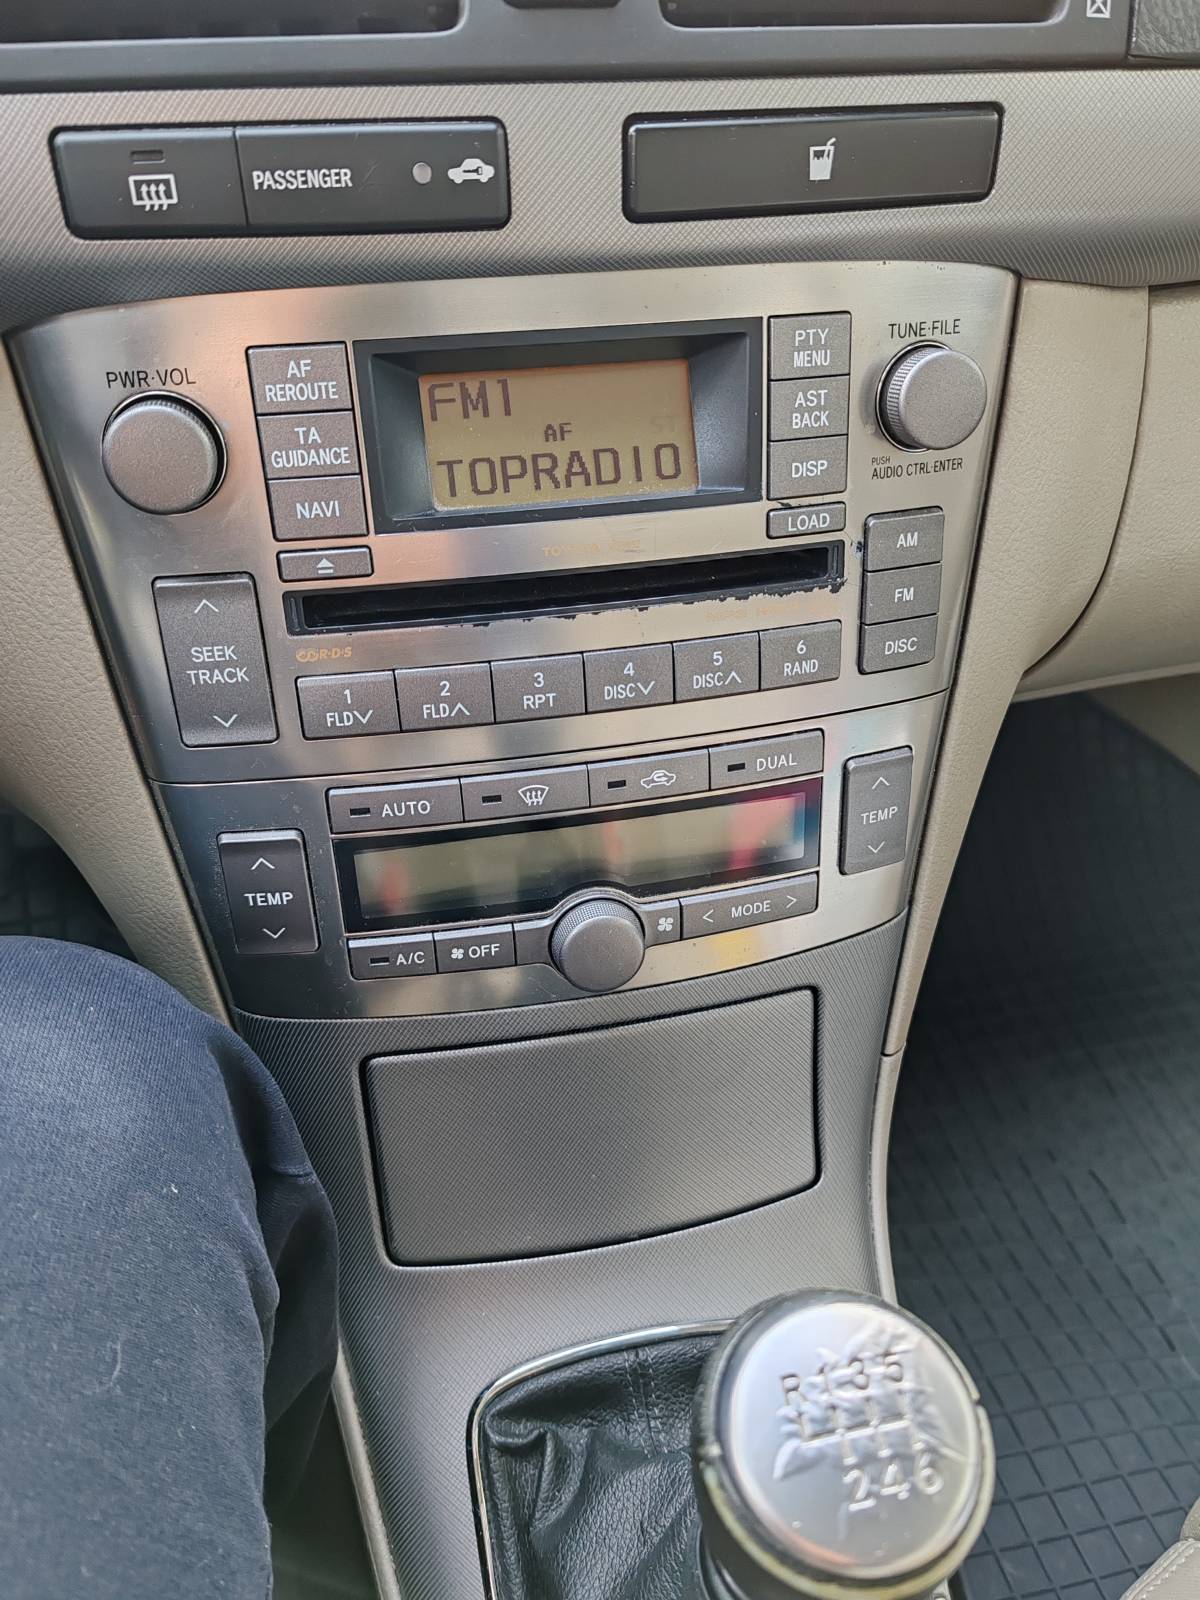 PASSENGER
PWR·VOL
AF
REROUTE
TA
GUIDANCE
NAVI
FM1
AF
ST
TOPRADIO
PTY
MENU
AST
BACK
DISP
LOAD
TUNE·FILE
PUSH
AUDIO CTRL·ENTER
AM
FM
DISC
SEEK
TRACK
R·D·S
1
FLD
2
FLD
3
RPT
4
DISC
5
DISC
6
RAND
AUTO
DUAL
TEMP
TEMP
A/C
OFF
MODE
R 1 3 5
2 4 6